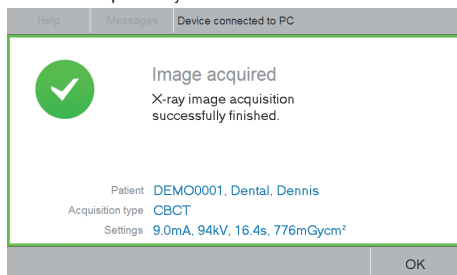 Help Messages Device connected to PC
Image acquired
X-ray image acquisition
successfully finished.
Patient DEMO0001, Dental, Dennis
Acquisition type CBCT
Settings 9.0mA, 94kV, 16.4s, 776mGycm²
OK